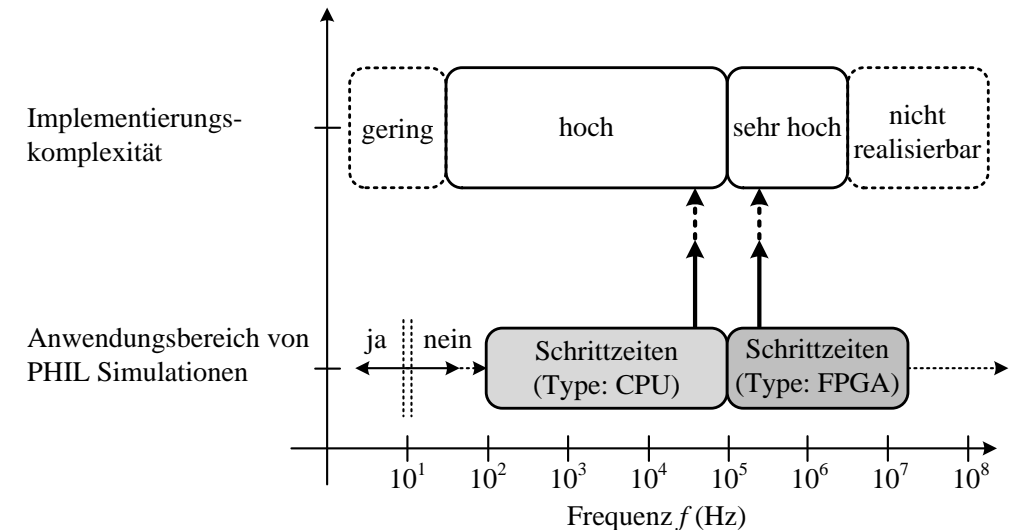 Implementierungs-
komplexität
gering
hoch
sehr hoch
nicht
realisierbar
Anwendungsbereich von
PHIL Simulationen
ja
nein
Schrittzeiten
(Type: CPU)
Schrittzeiten
(Type: FPGA)
10¹ 10² 10³ 10⁴ 10⁵ 10⁶ 10⁷ 10⁸
Frequenz f (Hz)